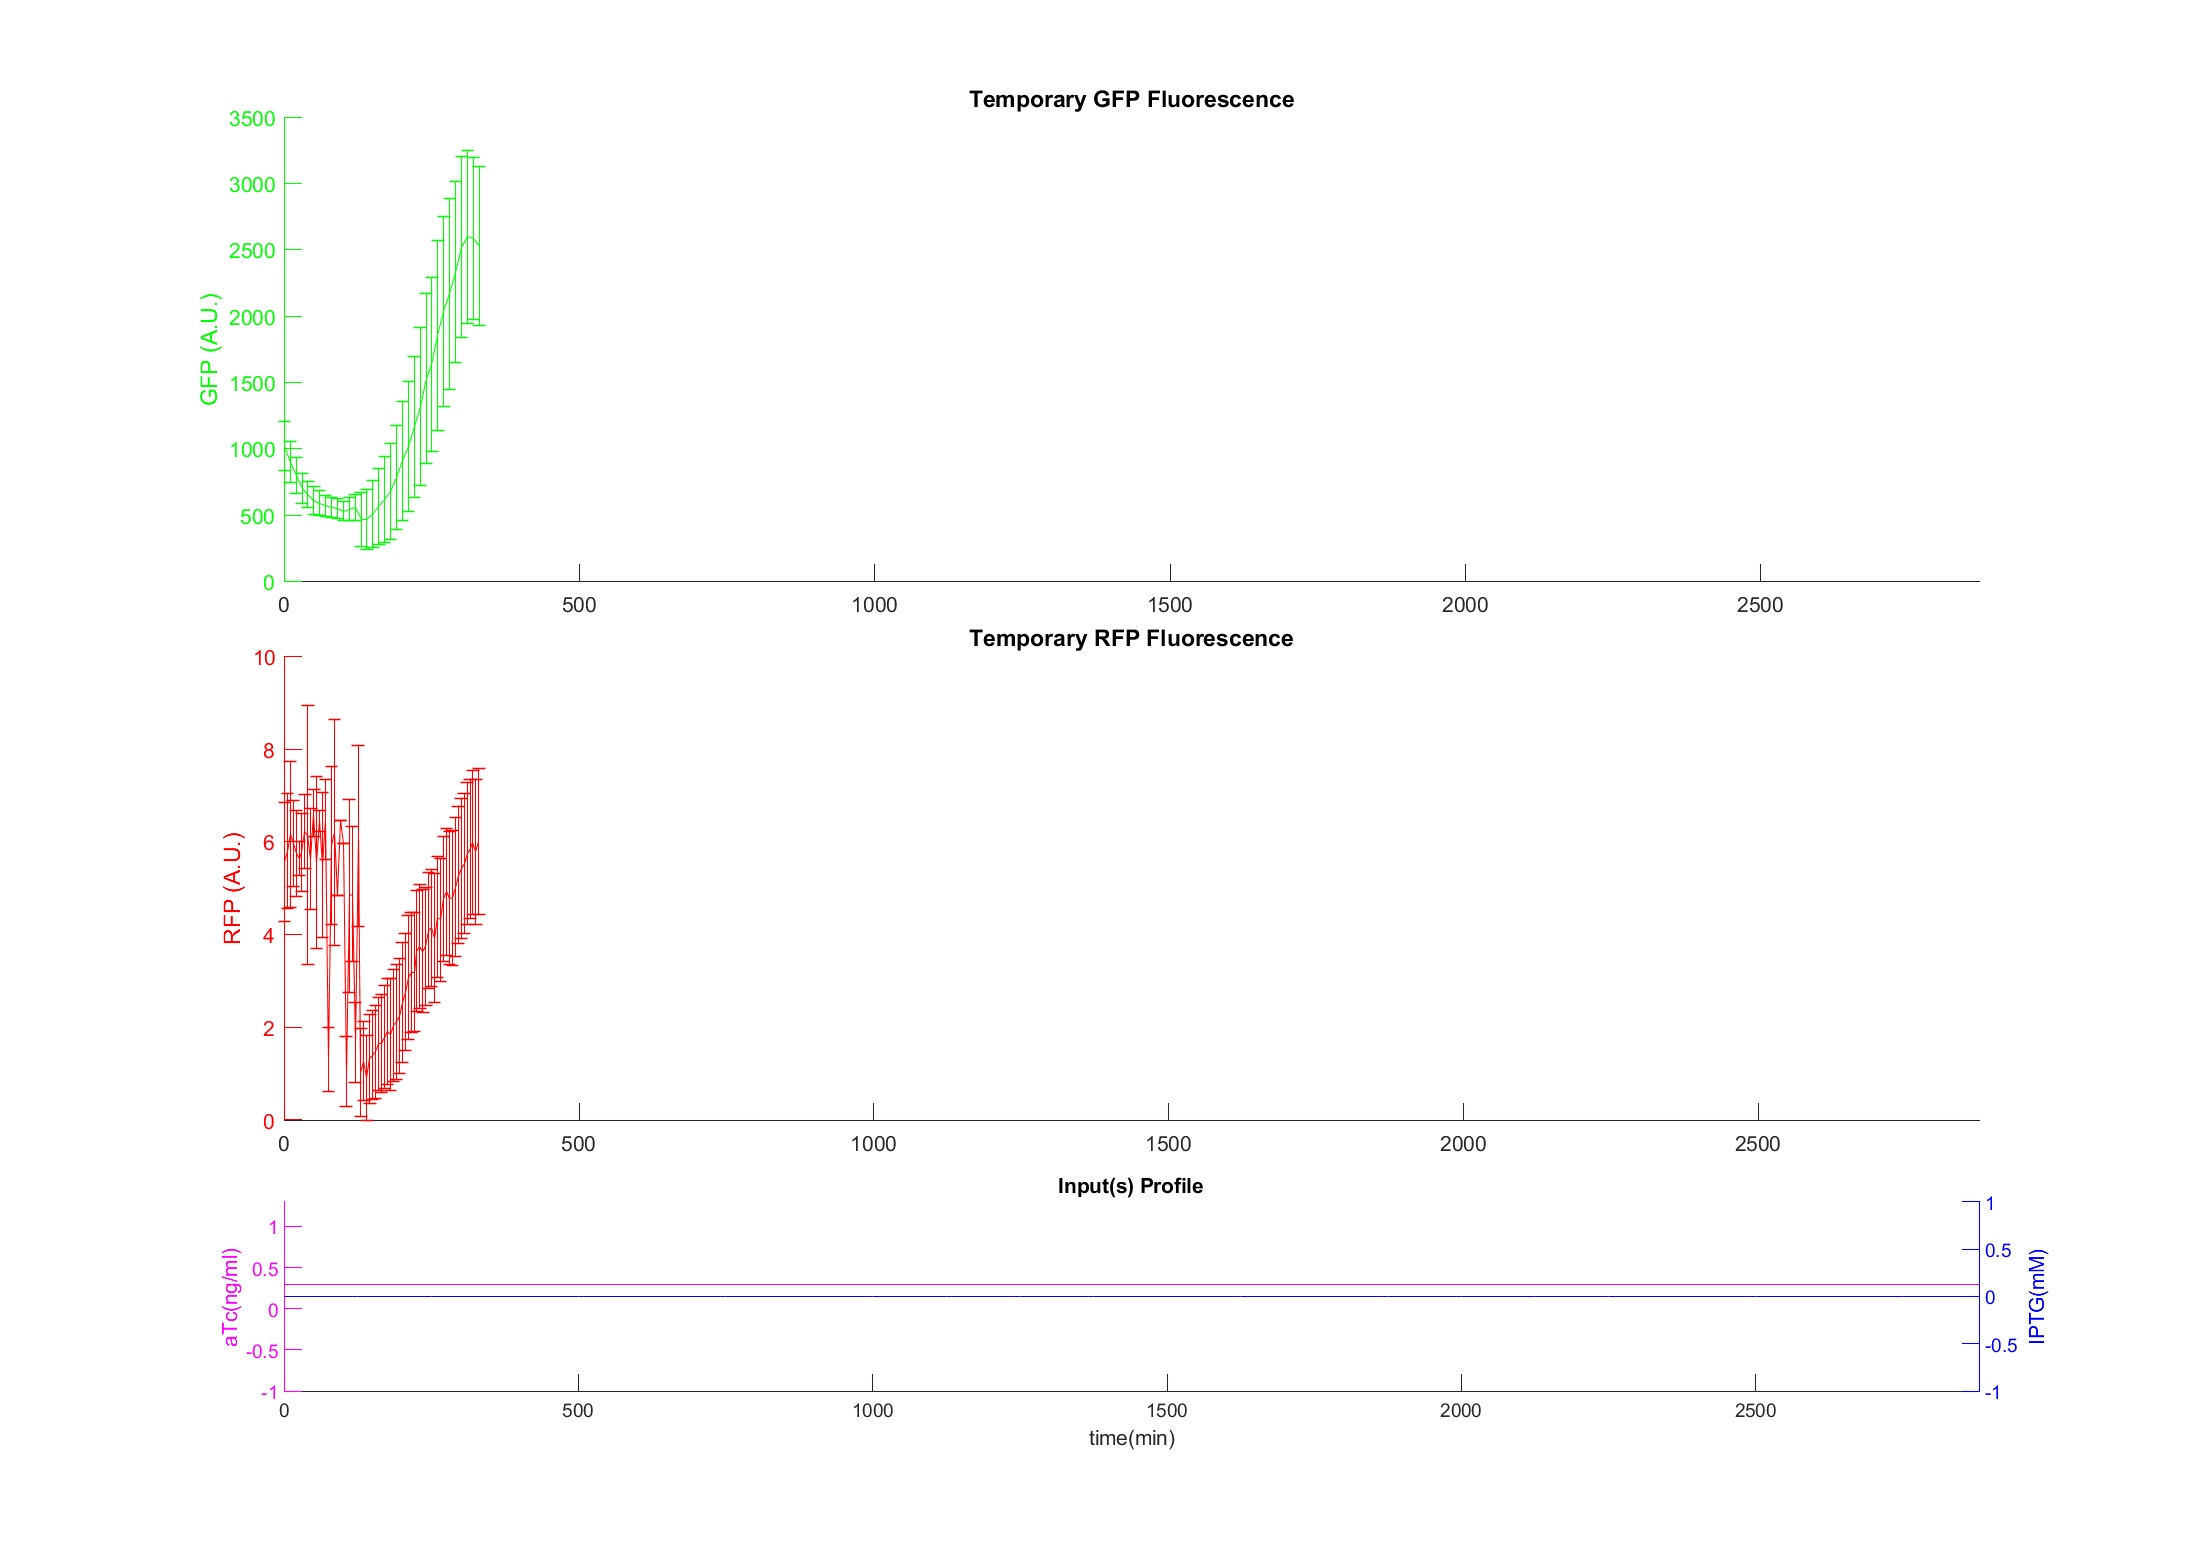 Temporary GFP Fluorescence
GFP (A.U.)
3500
3000
2500
2000
1500
1000
500
0
0 500 1000 1500 2000 2500
Temporary RFP Fluorescence
RFP (A.U.)
10
8
6
4
2
0
0 500 1000 1500 2000 2500
Input(s) Profile
aTc(ng/ml)
1
0.5
0
-0.5
-1
1
0.5
0
-0.5
-1
IPTG(mM)
0 500 1000 1500 2000 2500
time(min)